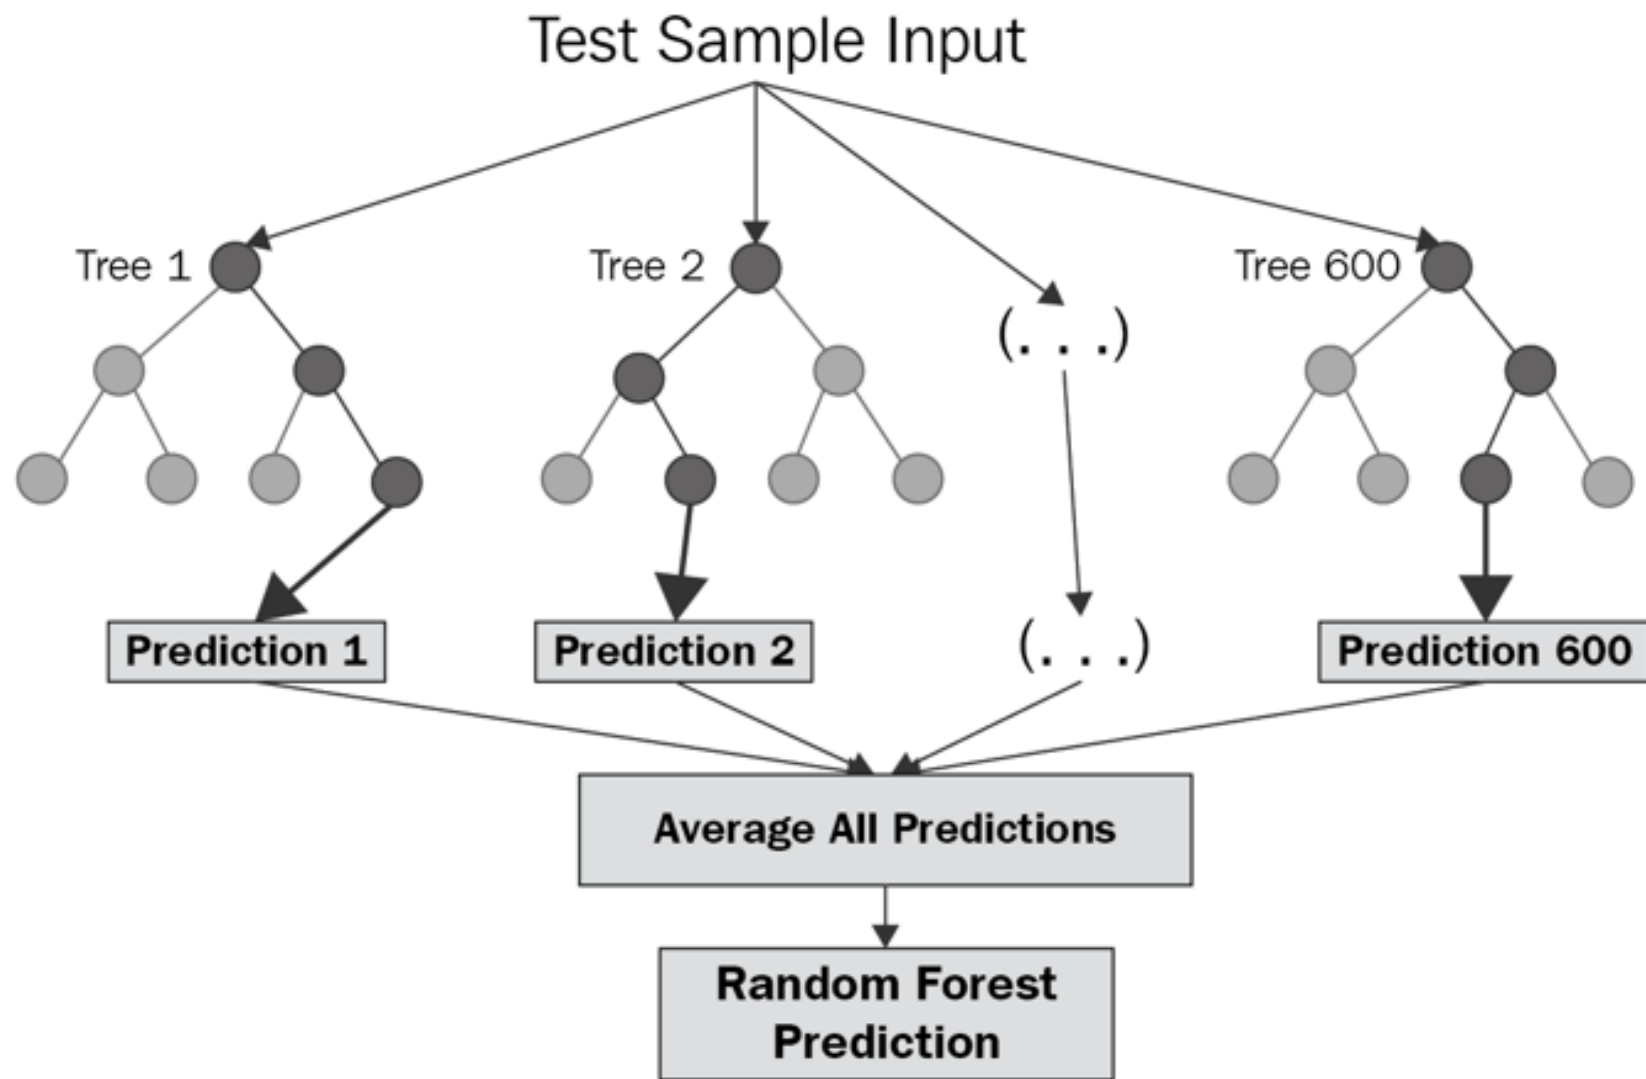 Test Sample Input
Tree 1
Tree 2
(. . .)
Tree 600
Prediction 1
Prediction 2
(. . .)
Prediction 600
Average All Predictions
Random Forest
Prediction